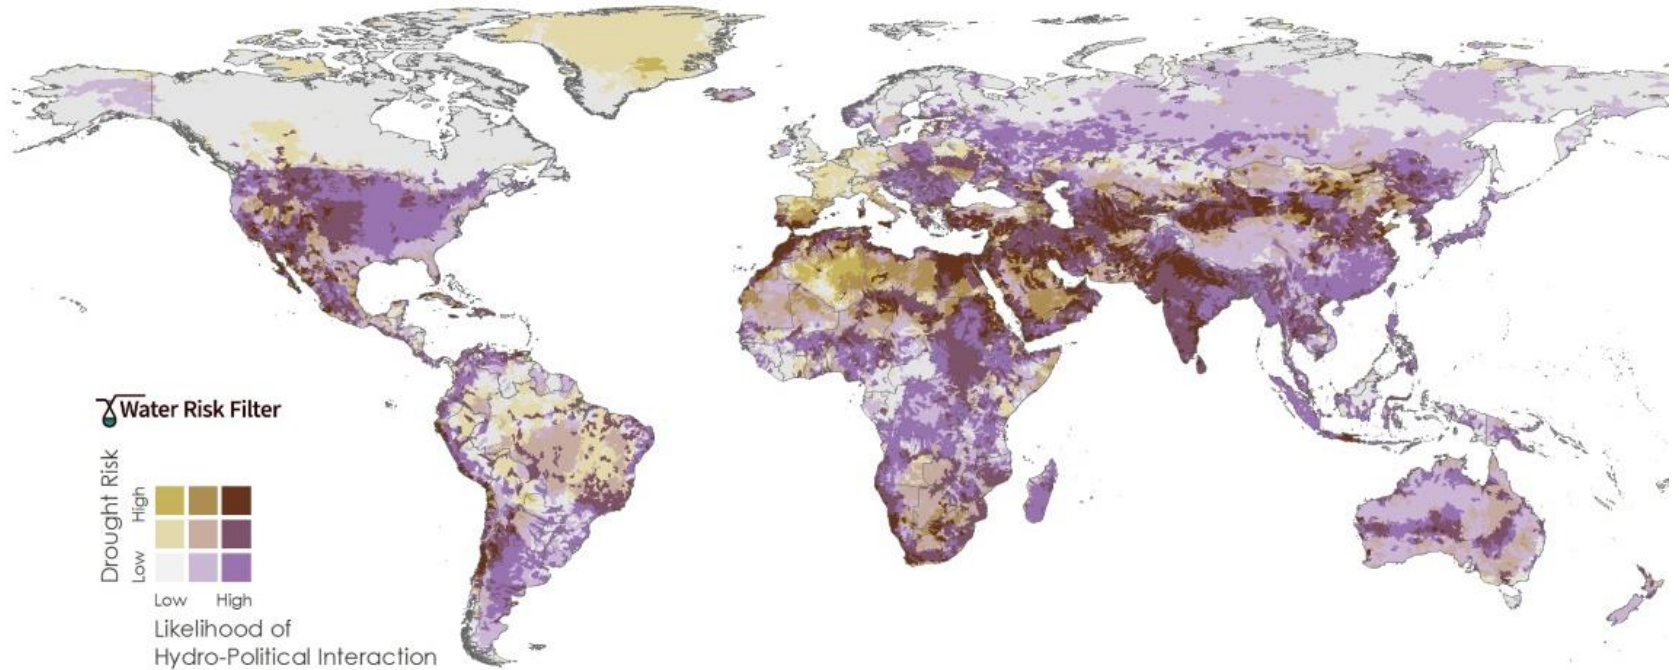 Water Risk Filter
Drought Risk
High
Low
Low High
Likelihood of
Hydro-Political Interaction